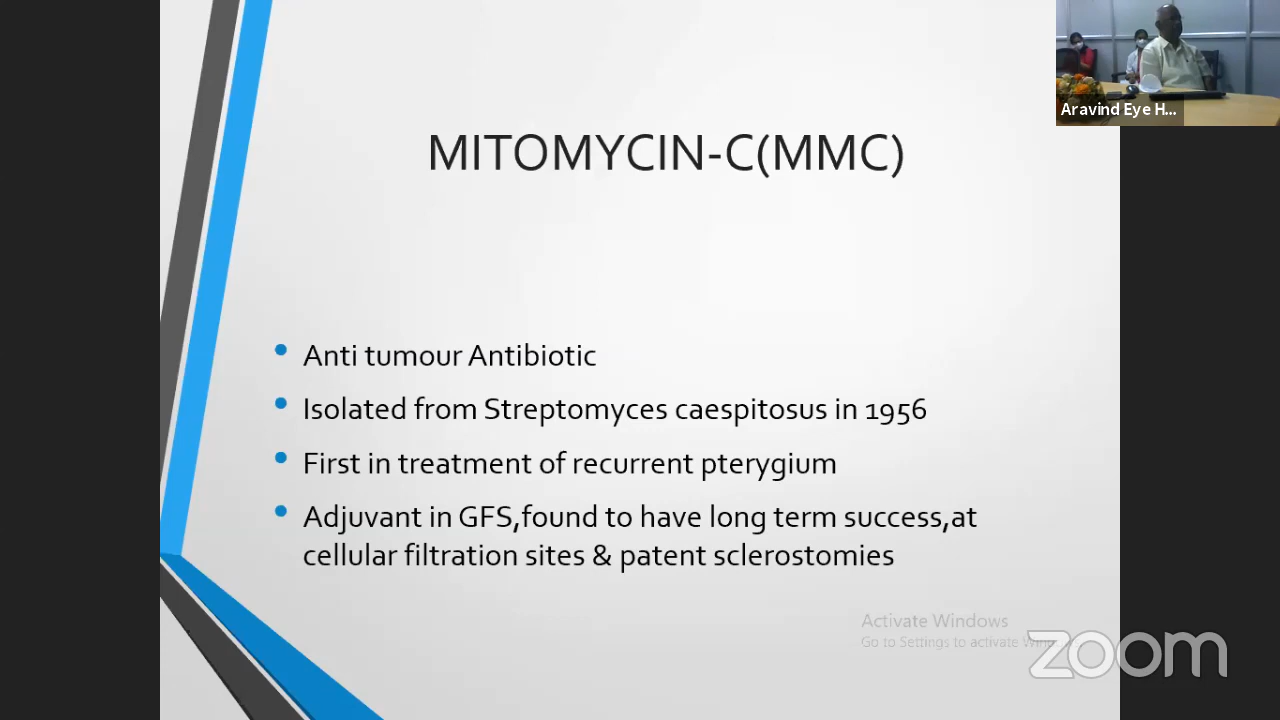 Aravind Eye H...
MITOMYCIN-C(MMC)
Anti tumour Antibiotic
Isolated from Streptomyces caespitosus in 1956
First in treatment of recurrent pterygium
Adjuvant in GFS,found to have long term success,at
cellular filtration sites & patent sclerostomies
Activate Windows
Go to Settings to activate
zoom